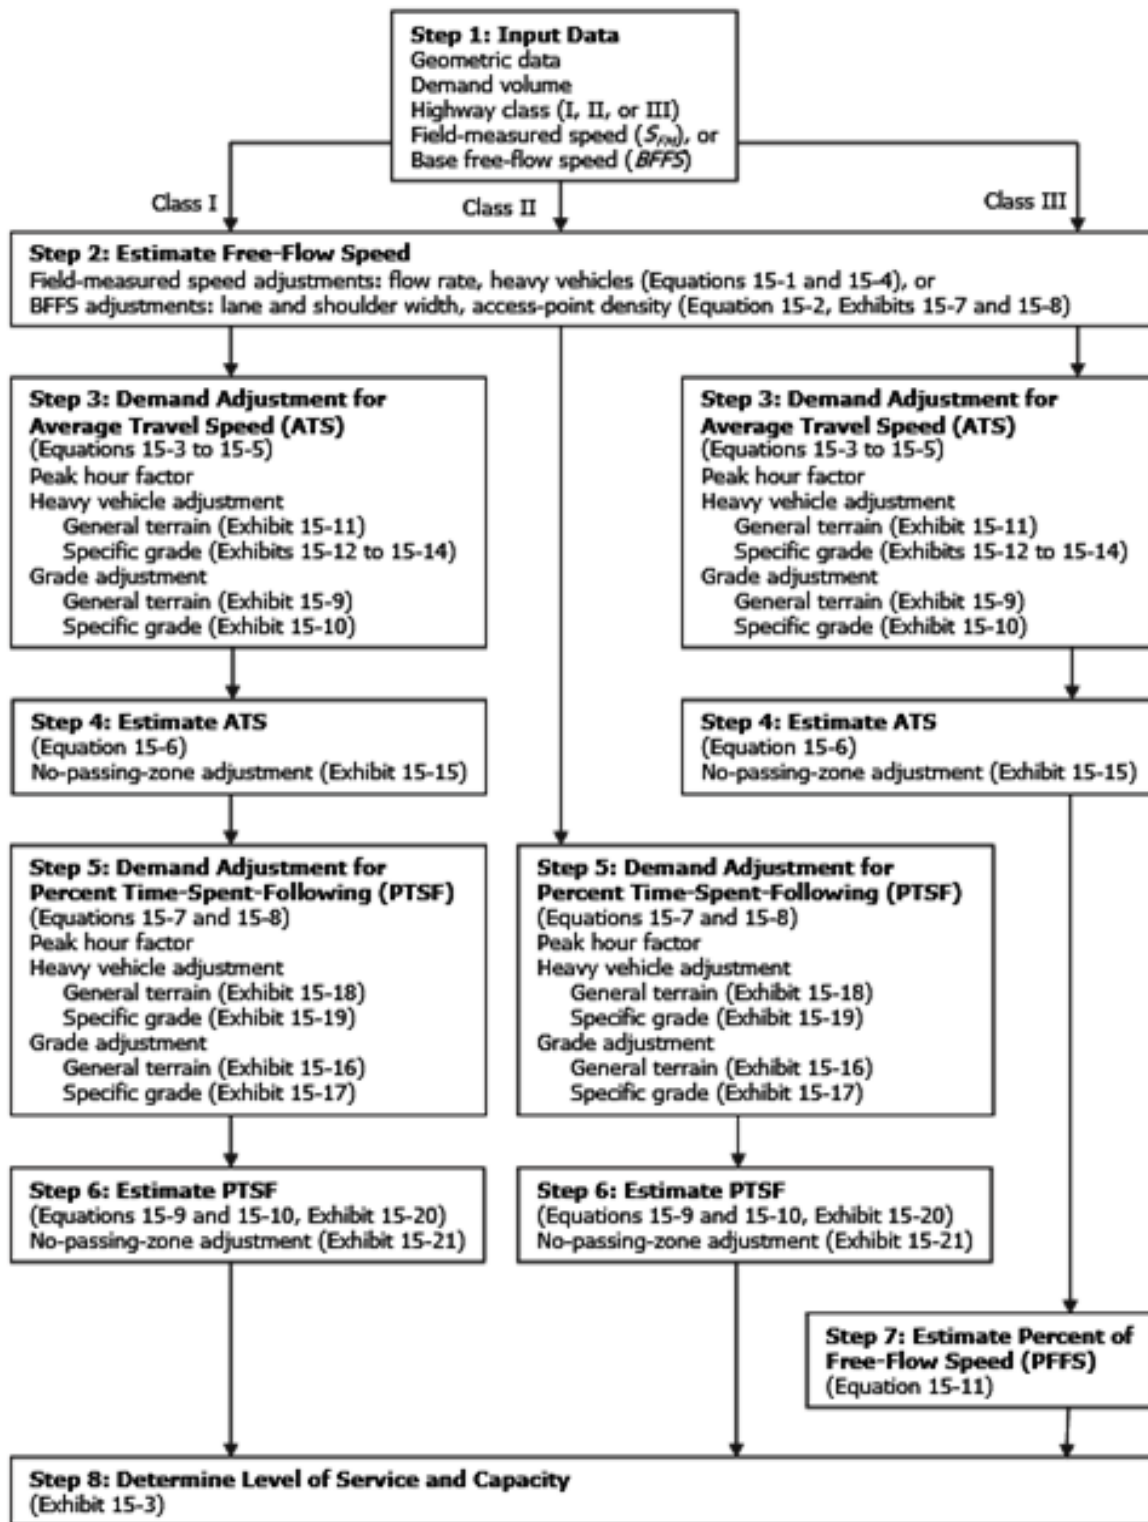 Step 1: Input Data
Geometric data
Demand volume
Highway class (I, II, or III)
Field-measured speed (S_FM), or
Base free-flow speed (BFFS)
Class I
Class II
Class III
Step 2: Estimate Free-Flow Speed
Field-measured speed adjustments: flow rate, heavy vehicles (Equations 15-1 and 15-4), or
BFFS adjustments: lane and shoulder width, access-point density (Equation 15-2, Exhibits 15-7 and 15-8)
Step 3: Demand Adjustment for
Average Travel Speed (ATS)
(Equations 15-3 to 15-5)
Peak hour factor
Heavy vehicle adjustment
General terrain (Exhibit 15-11)
Specific grade (Exhibits 15-12 to 15-14)
Grade adjustment
General terrain (Exhibit 15-9)
Specific grade (Exhibit 15-10)
Step 3: Demand Adjustment for
Average Travel Speed (ATS)
(Equations 15-3 to 15-5)
Peak hour factor
Heavy vehicle adjustment
General terrain (Exhibit 15-11)
Specific grade (Exhibits 15-12 to 15-14)
Grade adjustment
General terrain (Exhibit 15-9)
Specific grade (Exhibit 15-10)
Step 4: Estimate ATS
(Equation 15-6)
No-passing-zone adjustment (Exhibit 15-15)
Step 4: Estimate ATS
(Equation 15-6)
No-passing-zone adjustment (Exhibit 15-15)
Step 5: Demand Adjustment for
Percent Time-Spent-Following (PTSF)
(Equations 15-7 and 15-8)
Peak hour factor
Heavy vehicle adjustment
General terrain (Exhibit 15-18)
Specific grade (Exhibit 15-19)
Grade adjustment
General terrain (Exhibit 15-16)
Specific grade (Exhibit 15-17)
Step 5: Demand Adjustment for
Percent Time-Spent-Following (PTSF)
(Equations 15-7 and 15-8)
Peak hour factor
Heavy vehicle adjustment
General terrain (Exhibit 15-18)
Specific grade (Exhibit 15-19)
Grade adjustment
General terrain (Exhibit 15-16)
Specific grade (Exhibit 15-17)
Step 6: Estimate PTSF
(Equations 15-9 and 15-10, Exhibit 15-20)
No-passing-zone adjustment (Exhibit 15-21)
Step 6: Estimate PTSF
(Equations 15-9 and 15-10, Exhibit 15-20)
No-passing-zone adjustment (Exhibit 15-21)
Step 7: Estimate Percent of
Free-Flow Speed (PFFS)
(Equation 15-11)
Step 8: Determine Level of Service and Capacity
(Exhibit 15-3)